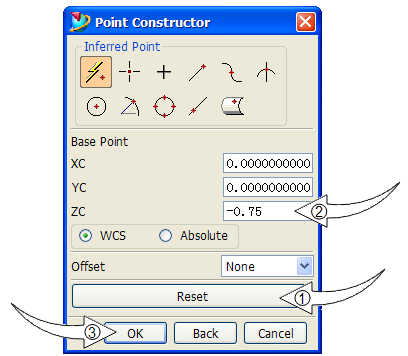 Point Constructor
Inferred Point
Base Point
XC 0.0000000000
YC 0.0000000000
ZC -0.75
2
WCS Absolute
Offset None
Reset
1
3
OK Back Cancel